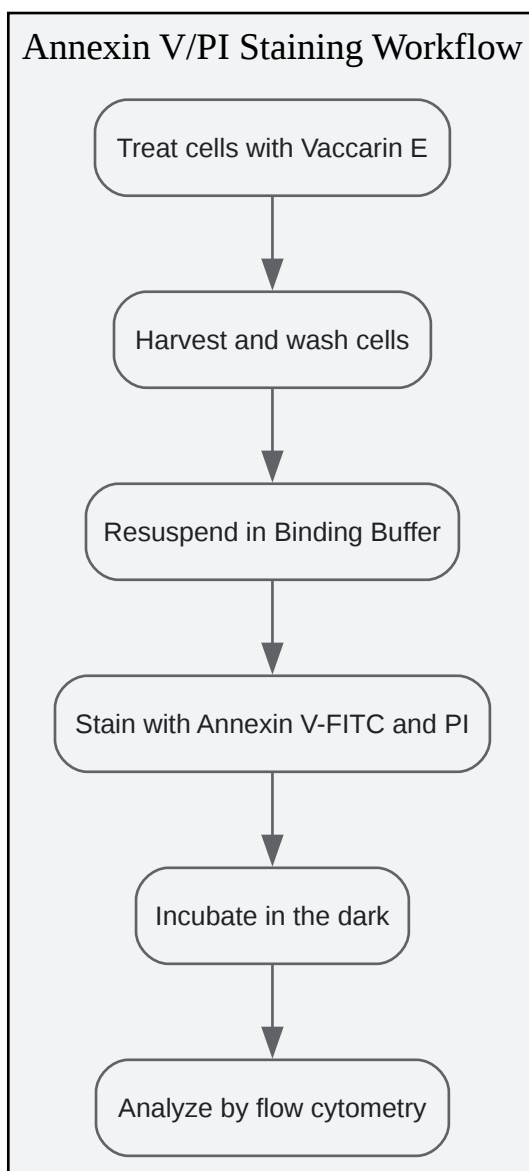 Annexin V/PI Staining Workflow
Treat cells with Vaccarin E
Harvest and wash cells
Resuspend in Binding Buffer
Stain with Annexin V-FITC and PI
Incubate in the dark
Analyze by flow cytometry